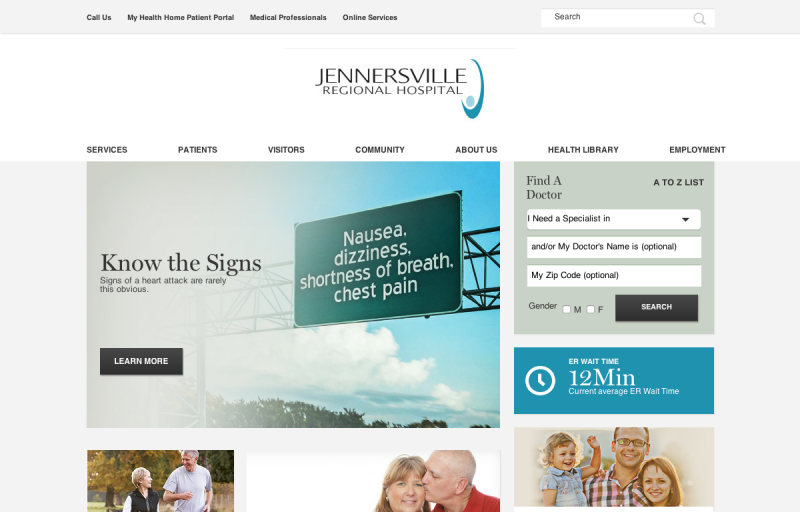 Call Us
My Health Home Patient Portal
Medical Professionals
Online Services
Search
JENNERSVILLE
REGIONAL HOSPITAL
SERVICES
PATIENTS
VISITORS
COMMUNITY
ABOUT US
HEALTH LIBRARY
EMPLOYMENT
Know the Signs
Signs of a heart attack are rarely
this obvious.
LEARN MORE
Nausea,
dizziness,
shortness of breath,
chest pain
Find A
Doctor
A TO Z LIST
I Need a Specialist in
and/or My Doctor's Name is (optional)
My Zip Code (optional)
Gender
M
F
SEARCH
ER WAIT TIME
12Min
Current average ER Wait Time